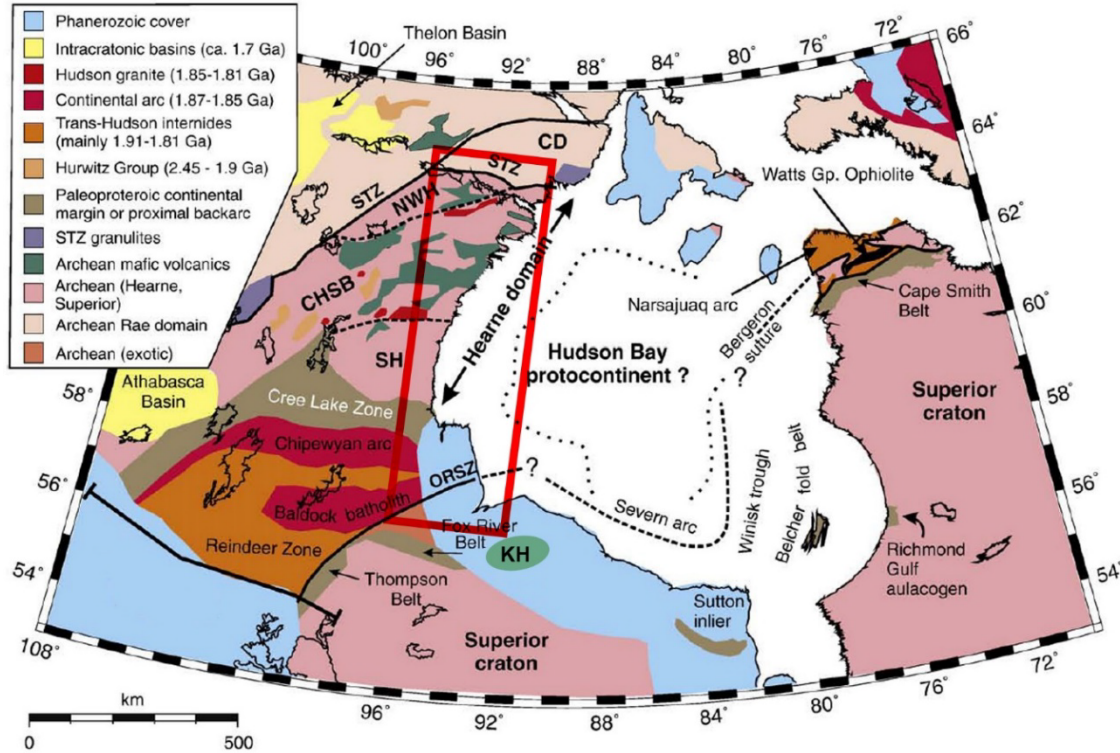 Phanerozoic cover
Intracratonic basins (ca. 1.7 Ga)
Hudson granite (1.85-1.81 Ga)
Continental arc (1.87-1.85 Ga)
Trans-Hudson internides
(mainly 1.91-1.81 Ga)
Hurwitz Group (2.45 - 1.9 Ga)
Paleoproteroic continental
margin or proximal backarc
STZ granulites
Archean mafic volcanics
Archean (Hearne,
Superior)
Archean Rae domain
Archean (exotic)
Thelon Basin
100°
96°
92°
88°
84°
80°
76°
72°
66°
64°
62°
60°
58°
56°
54°
CD
STZ
STZ
NWH
CHSB
SH
Hearne domain
Watts Gp. Ophiolite
Narsajuaq arc
Cape Smith
Belt
Bergeron
suture
?
Hudson Bay
protocontinent ?
Superior
craton
58°
56°
54°
Athabasca
Basin
Cree Lake Zone
Chipewyan arc
ORSZ
?
Baldock batholith
Severn arc
Winisk trough
Belcher fold belt
Reindeer Zone
Fox River
Belt
KH
Richmond
Gulf
aulacogen
Thompson
Belt
Sutton
inlier
Superior
craton
108°
96°
92°
88°
84°
80°
76°
72°
km
0
500